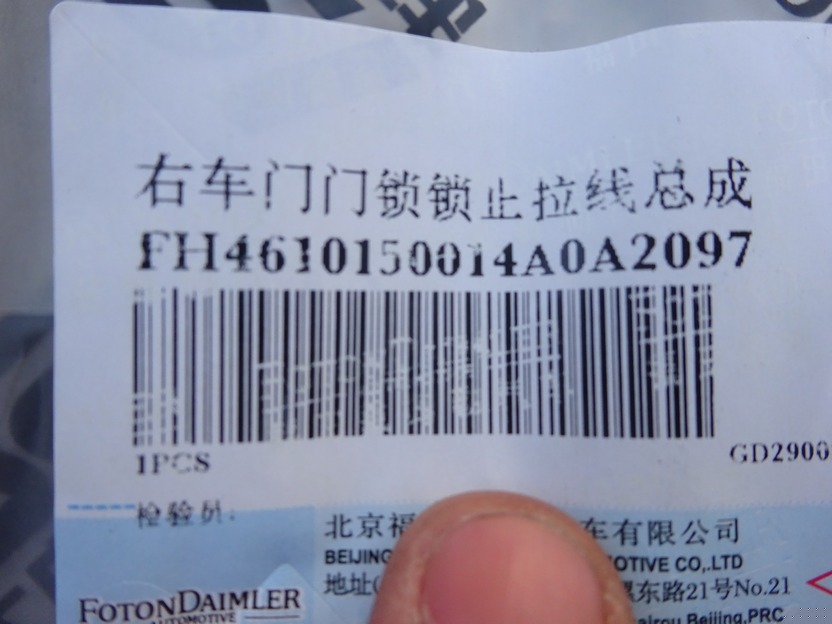 右车门门锁锁止拉线总成
FH4610150014A0A2097
1PCS
GD2900
检验员:
北京福 车有限公司
BEIJING OTIVE CO.,LTD
地址( 东路21号No.21
Beijing,PRC
FOTONDAIMLER
AUTOMOTIVE